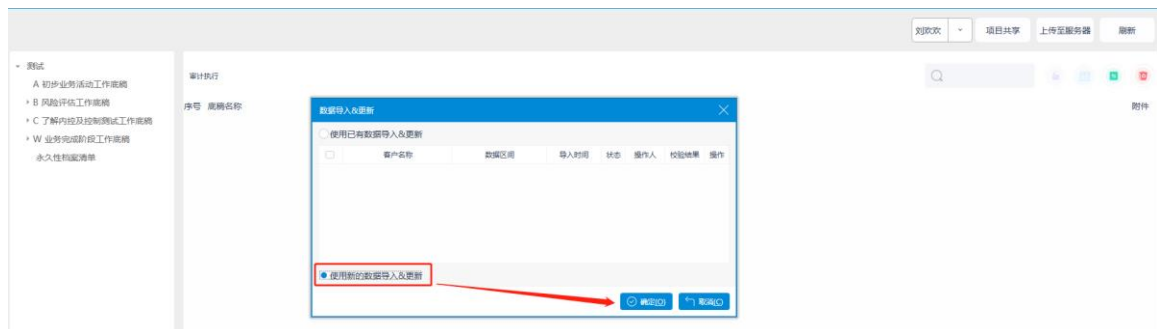 刘欢欢 项目共享 上传至服务器 刷新
测试
A 初步业务活动工作底稿
B 风险评估工作底稿
C 了解内控及控制测试工作底稿
W 业务完成阶段工作底稿
永久性档案清单
审计执行
序号 底稿名称 附件
数据导入&更新
使用已有数据导入&更新
客户名称 数据区间 导入时间 状态 操作人 校验结果 操作
使用新的数据导入&更新
确定(O) 取消(C)